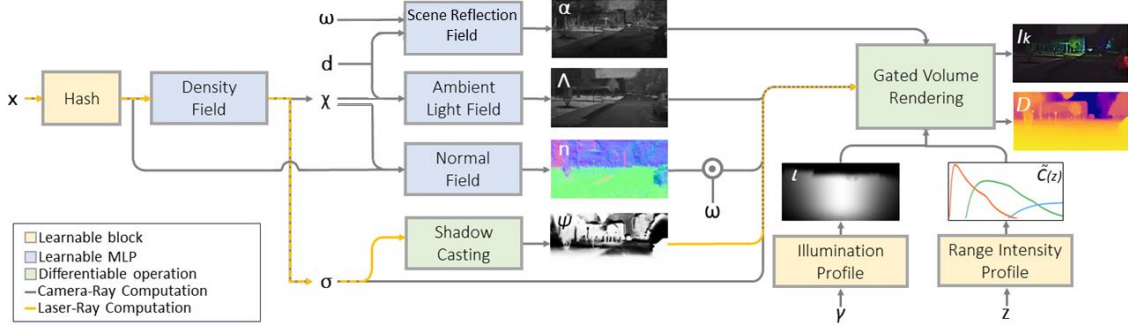 ω
Scene Reflection
Field
α
I_k
d
x
Hash
Density
Field
χ
Ambient
Light Field
Λ
Gated Volume
Rendering
D
Normal
Field
n
ω
ι
C̃(z)
Shadow
Casting
ψ
σ
Illumination
Profile
Range Intensity
Profile
γ
z
Learnable block
Learnable MLP
Differentiable operation
Camera-Ray Computation
Laser-Ray Computation